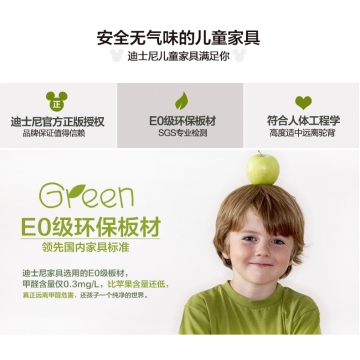 安全无气味的儿童家具
迪士尼儿童家具满足你
正
迪士尼官方正版授权
品牌保证值得信赖
E0级环保板材
SGS专业检测
符合人体工程学
高度适中远离驼背
Green
E0级环保板材
领先国内家具标准
迪士尼家具选用的E0级板材，
甲醛含量仅0.3mg/L，比苹果含量还低，
真正远离甲醛危害，还孩子一个纯净的世界。